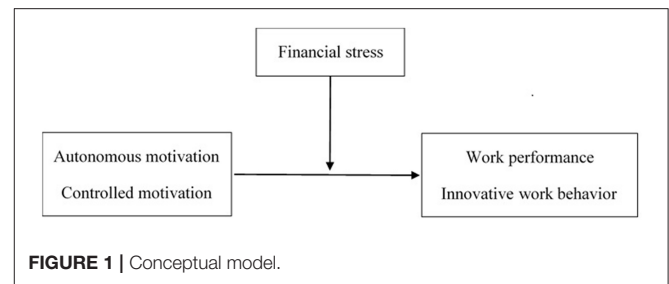 Financial stress
Autonomous motivation
Controlled motivation
Work performance
Innovative work behavior
FIGURE 1 | Conceptual model.